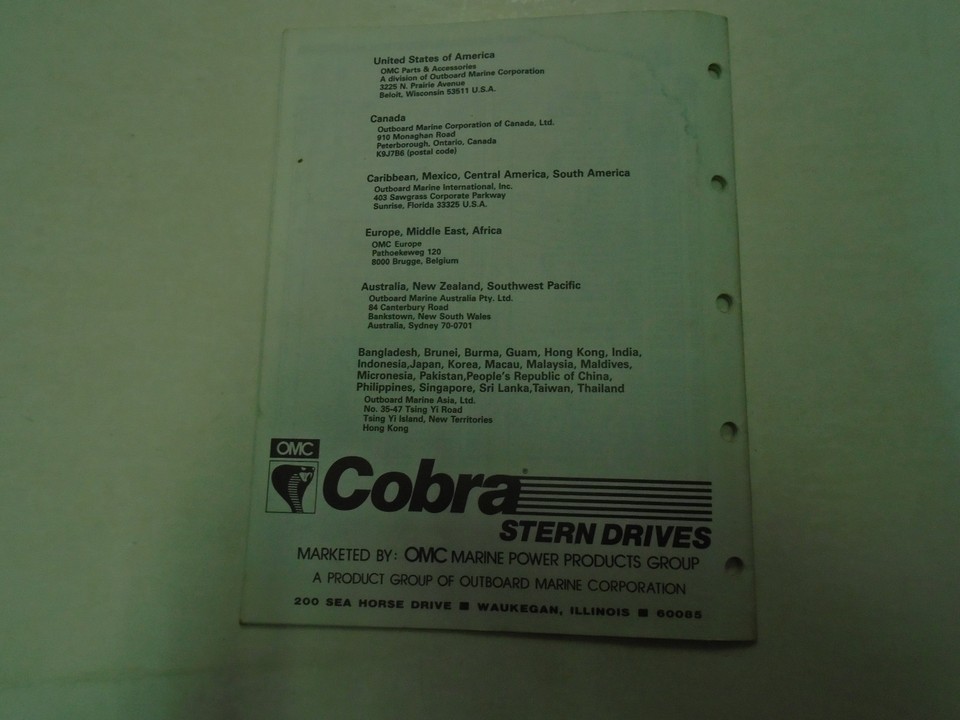 United States of America
OMC Parts & Accessories
A division of Outboard Marine Corporation
3225 N. Prairie Avenue
Beloit, Wisconsin 53511 U.S.A.
Canada
Outboard Marine Corporation of Canada, Ltd.
910 Monaghan Road
Peterborough, Ontario, Canada
K9J7B6 (postal code)
Caribbean, Mexico, Central America, South America
Outboard Marine International, Inc.
403 Sawgrass Corporate Parkway
Sunrise, Florida 33325 U.S.A.
Europe, Middle East, Africa
OMC Europe
Pathoekeweg 120
8000 Brugge, Belgium
Australia, New Zealand, Southwest Pacific
Outboard Marine Australia Pty. Ltd.
84 Canterbury Road
Bankstown, New South Wales
Australia, Sydney 70-0701
Bangladesh, Brunei, Burma, Guam, Hong Kong, India,
Indonesia,Japan, Korea, Macau, Malaysia, Maldives,
Micronesia, Pakistan,People's Republic of China,
Philippines, Singapore, Sri Lanka,Taiwan, Thailand
Outboard Marine Asia, Ltd.
No. 35-47 Tsing Yi Road
Tsing Yi Island, New Territories
Hong Kong
OMC
Cobra®
STERN DRIVES
MARKETED BY: OMC MARINE POWER PRODUCTS GROUP
A PRODUCT GROUP OF OUTBOARD MARINE CORPORATION
200 SEA HORSE DRIVE ■ WAUKEGAN, ILLINOIS ■ 60085